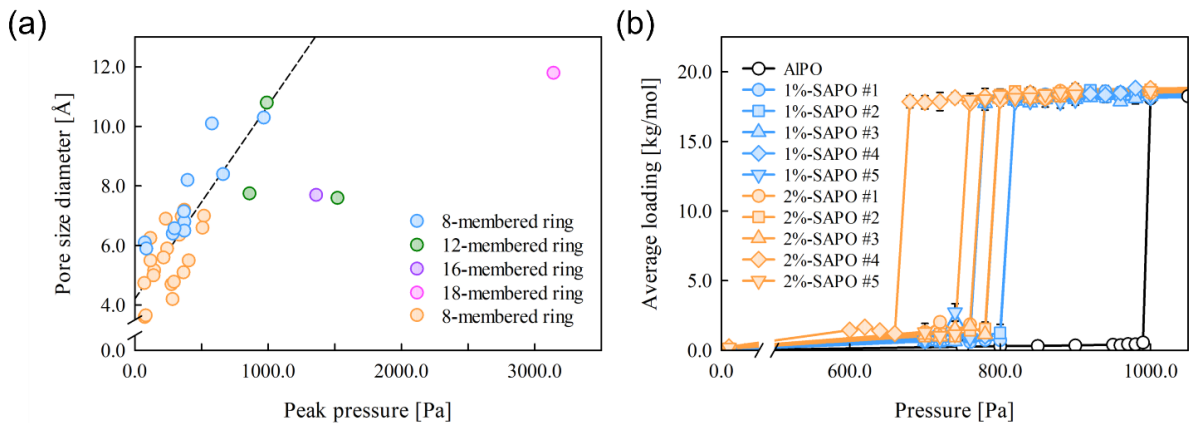 (a)
Pore size diameter [Å]
12.0
10.0
8.0
6.0
4.0
0.0
8-membered ring
12-membered ring
16-membered ring
18-membered ring
8-membered ring
0.0
1000.0
2000.0
3000.0
Peak pressure [Pa]
(b)
Average loading [kg/mol]
20.0
15.0
10.0
5.0
0.0
AlPO
1%-SAPO #1
1%-SAPO #2
1%-SAPO #3
1%-SAPO #4
1%-SAPO #5
2%-SAPO #1
2%-SAPO #2
2%-SAPO #3
2%-SAPO #4
2%-SAPO #5
0.0
600.0
800.0
1000.0
Pressure [Pa]